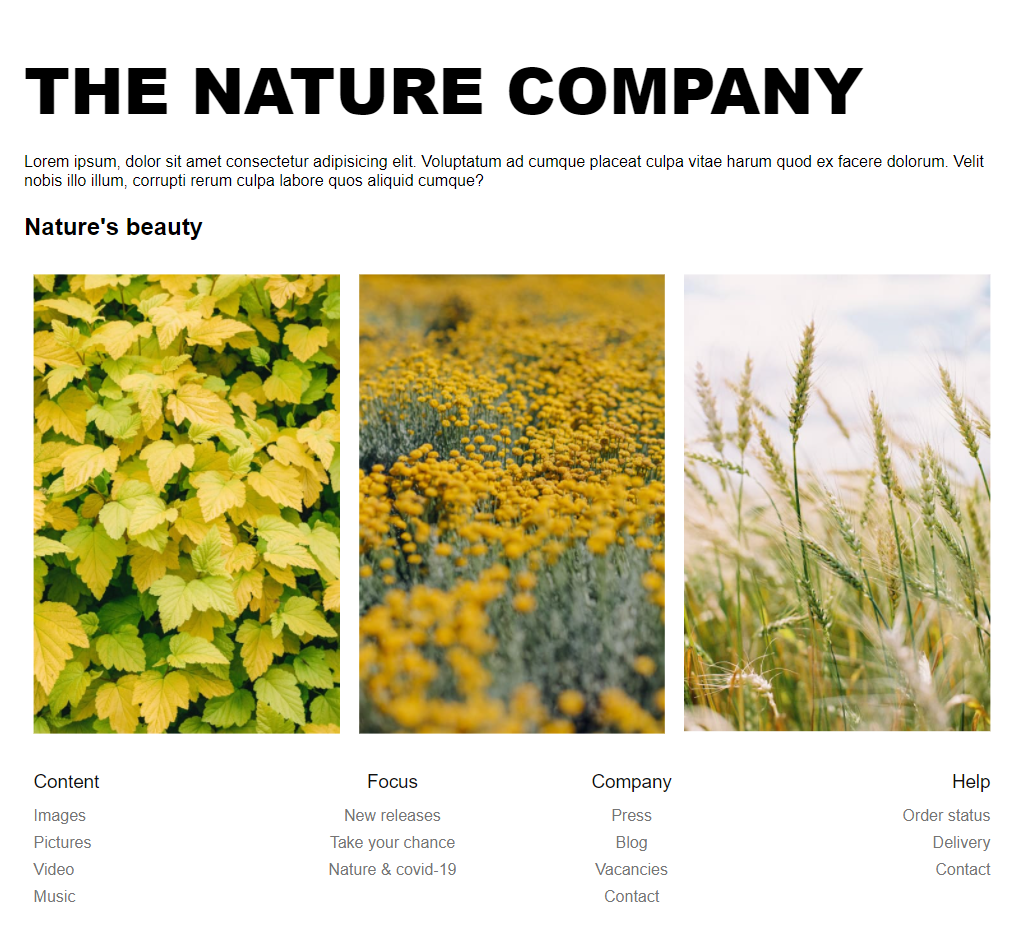 THE NATURE COMPANY
Lorem ipsum, dolor sit amet consectetur adipisicing elit. Voluptatum ad cumque placeat culpa vitae harum quod ex facere dolorum. Velit
nobis illo illum, corrupti rerum culpa labore quos aliquid cumque?
Nature's beauty
Content
Images
Pictures
Video
Music
Focus
New releases
Take your chance
Nature & covid-19
Company
Press
Blog
Vacancies
Contact
Help
Order status
Delivery
Contact